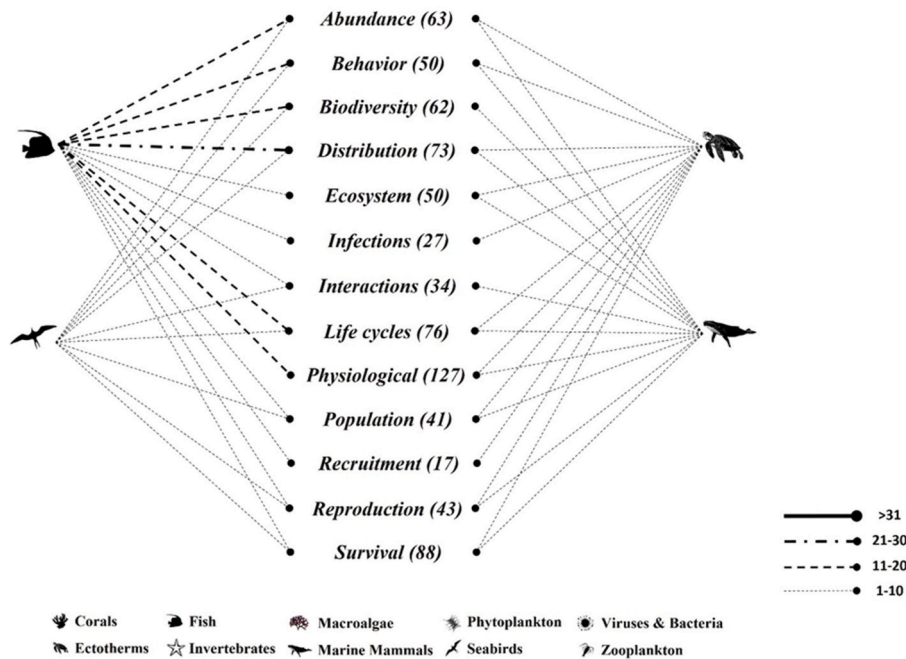 Abundance (63)
Behavior (50)
Biodiversity (62)
Distribution (73)
Ecosystem (50)
Infections (27)
Interactions (34)
Life cycles (76)
Physiological (127)
Population (41)
Recruitment (17)
Reproduction (43)
Survival (88)
>31
21-30
11-20
1-10
Corals Fish Macroalgae Phytoplankton Viruses & Bacteria
Ectotherms Invertebrates Marine Mammals Seabirds Zooplankton